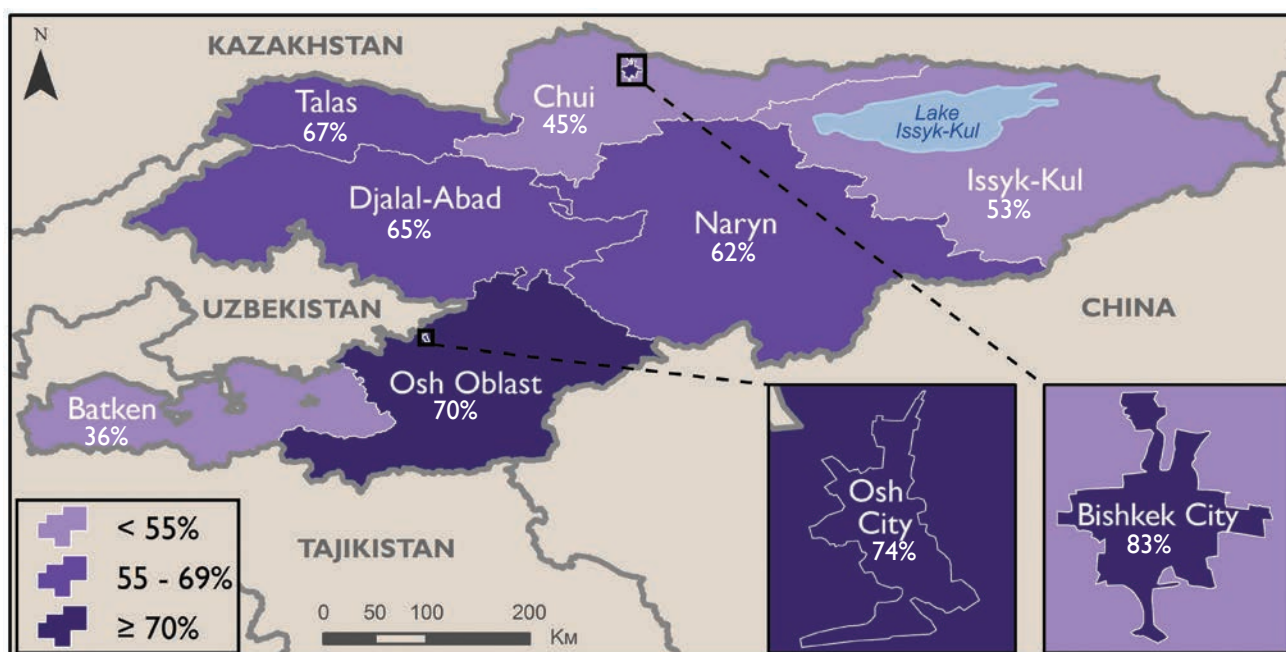 N
KAZAKHSTAN
Talas
67%
Chui
45%
Lake
Issyk-Kul
Issyk-Kul
53%
Djalal-Abad
65%
Naryn
62%
UZBEKISTAN
CHINA
Osh Oblast
70%
Batken
36%
Osh
City
74%
Bishkek City
83%
< 55%
55 - 69%
≥ 70%
TAJIKISTAN
0 50 100 200
Km